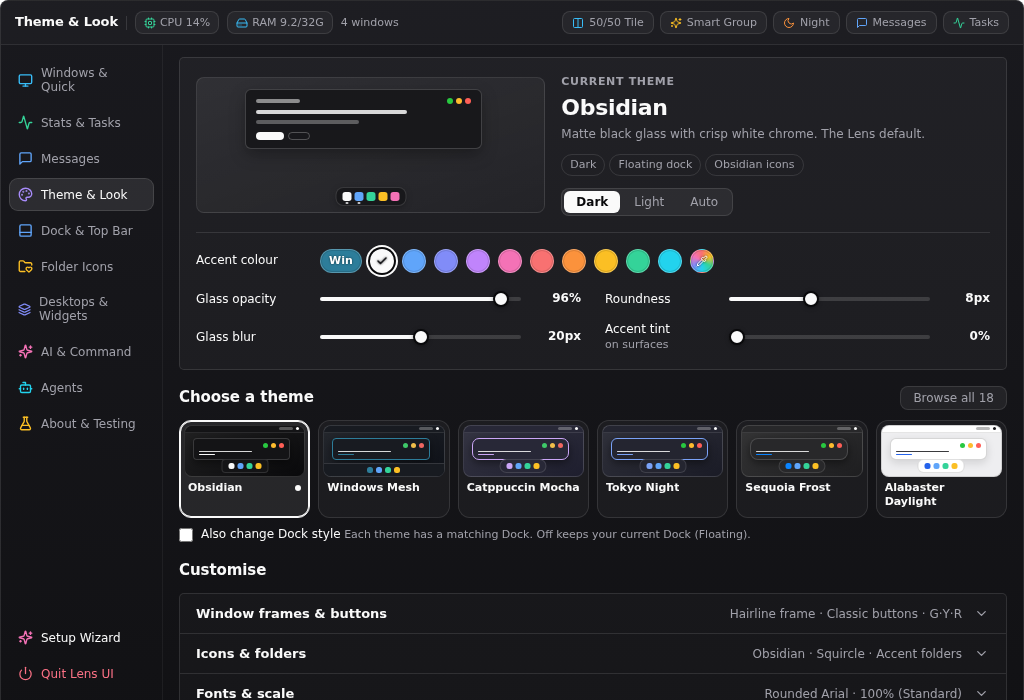 Theme & Look
CPU 14%
RAM 9.2/32G
4 windows
50/50 Tile
Smart Group
Night
Messages
Tasks
Windows &
Quick
Stats & Tasks
Messages
Theme & Look
Dock & Top Bar
Folder Icons
Desktops &
Widgets
AI & Command
Agents
About & Testing
Setup Wizard
Quit Lens UI
CURRENT THEME
Obsidian
Matte black glass with crisp white chrome. The Lens default.
Dark
Floating dock
Obsidian icons
Dark
Light
Auto
Accent colour
Win
Glass opacity
96%
Roundness
8px
Glass blur
20px
Accent tint
on surfaces
0%
Choose a theme
Browse all 18
Obsidian
Windows Mesh
Catppuccin Mocha
Tokyo Night
Sequoia Frost
Alabaster
Daylight
Also change Dock style Each theme has a matching Dock. Off keeps your current Dock (Floating).
Customise
Window frames & buttons
Hairline frame · Classic buttons · G·Y·R
Icons & folders
Obsidian · Squircle · Accent folders
Fonts & scale
Rounded Arial · 100% (Standard)